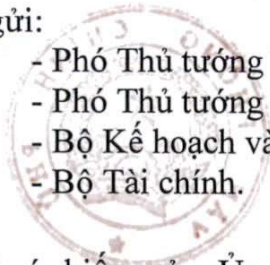 gửi:
- Phó Thủ tướng
- Phó Thủ tướng
- Bộ Kế hoạch và
- Bộ Tài chính.